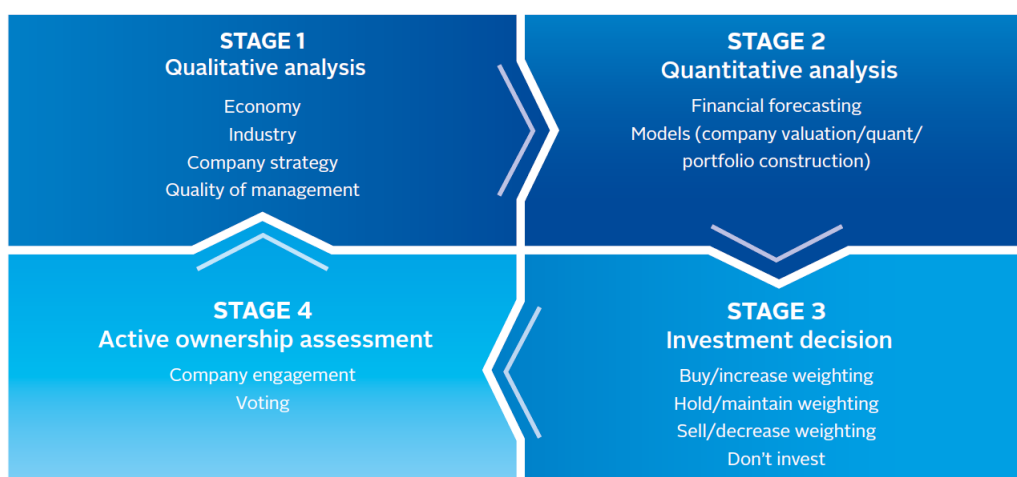 STAGE 1
Qualitative analysis
Economy
Industry
Company strategy
Quality of management
STAGE 2
Quantitative analysis
Financial forecasting
Models (company valuation/quant/
portfolio construction)
STAGE 3
Investment decision
Buy/increase weighting
Hold/maintain weighting
Sell/decrease weighting
Don’t invest
STAGE 4
Active ownership assessment
Company engagement
Voting